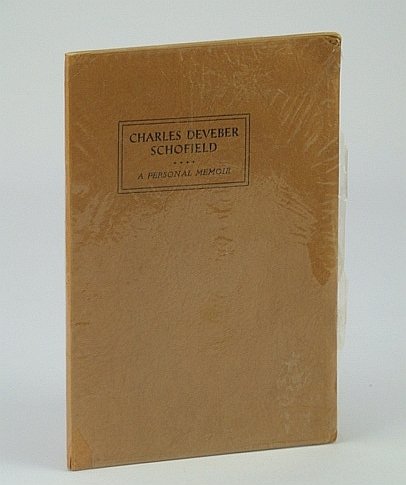 CHARLES DEVEBER
SCHOFIELD
••••
A PERSONAL MEMOIR